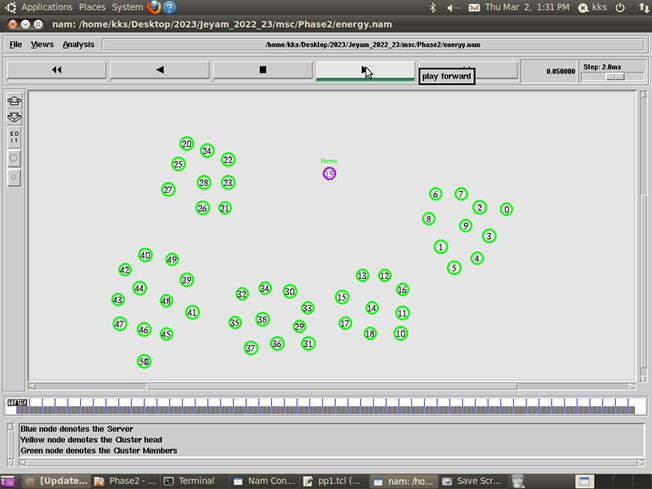 Applications Places System
Thu Mar 2, 1:31 PM
kks
nam: /home/kks/Desktop/2023/Jeyam_2022_23/msc/Phase2/energy.nam
File Views Analysis
/home/kks/Desktop/2023/Jeyam_2022_23/msc/Phase2/energy.nam
0.050000
Step: 2.0ms
play forward
E D
I T
Server
19
20
24
25
22
27
28
23
26
21
6
7
2
0
8
9
3
1
4
5
40
49
42
44
39
43
48
41
47
46
45
50
32
34
30
33
35
38
29
37
36
31
13
12
16
15
14
11
17
18
10
TIME
Blue node denotes the Server
Yellow node denotes the Cluster head
Green node denotes the Cluster Members
[Update...
Phase2 - ...
Terminal
Nam Con...
pp1.tcl (...
nam: /ho...
Save Scr...